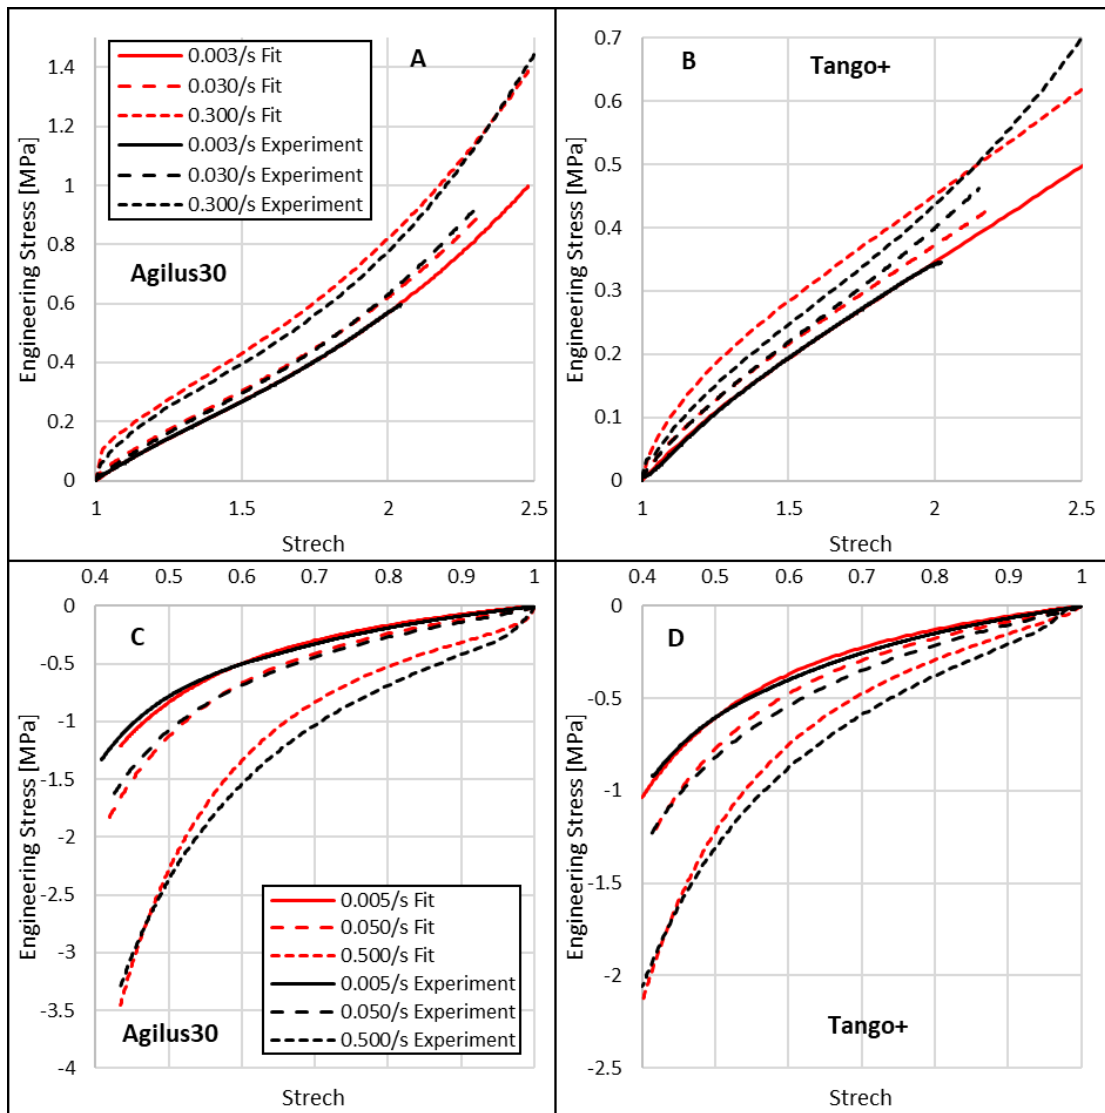 A
0.003/s Fit
0.030/s Fit
0.300/s Fit
0.003/s Experiment
0.030/s Experiment
0.300/s Experiment
Agilus30
Engineering Stress [MPa]
1.4
1.2
1
0.8
0.6
0.4
0.2
0
1
1.5
2
2.5
Strech
B
Tango+
Engineering Stress [MPa]
0.7
0.6
0.5
0.4
0.3
0.2
0.1
0
1
1.5
2
2.5
Strech
0.4
0.5
0.6
0.7
0.8
0.9
1
C
Engineering Stress [MPa]
0
-0.5
-1
-1.5
-2
-2.5
-3
-3.5
-4
0.005/s Fit
0.050/s Fit
0.500/s Fit
0.005/s Experiment
0.050/s Experiment
0.500/s Experiment
Agilus30
Strech
0.4
0.5
0.6
0.7
0.8
0.9
1
D
Engineering Stress [MPa]
0
-0.5
-1
-1.5
-2
-2.5
Tango+
Strech